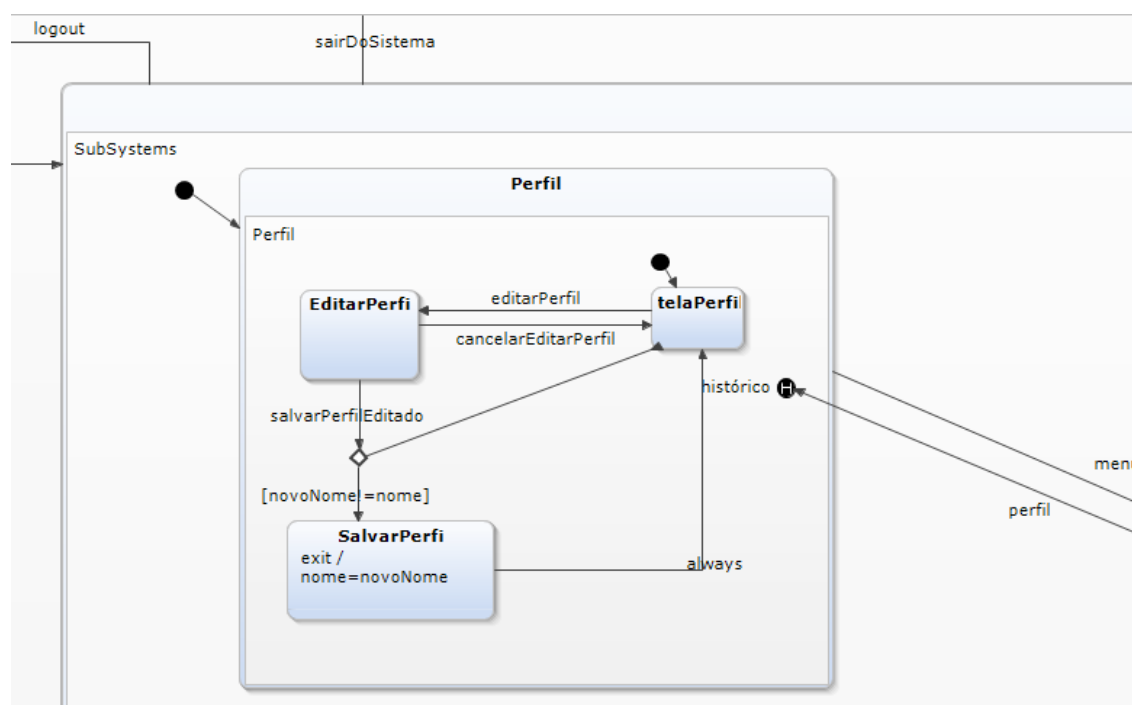 logout
sairDoSistema
SubSystems
Perfil
Perfil
EditarPerfi
editarPerfil
telaPerfil
cancelarEditarPerfil
histórico H
salvarPerfilEditado
menu
[novoNome!=nome]
perfil
SalvarPerfi
exit /
nome=novoNome
always